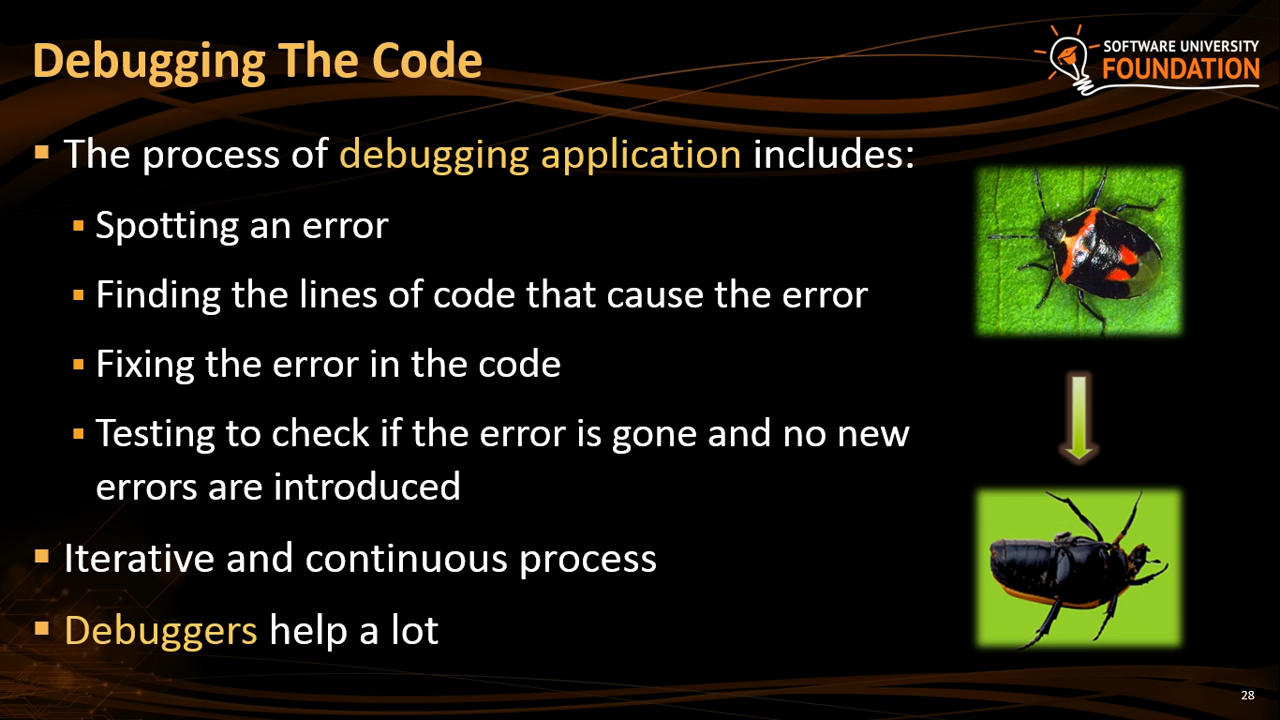 Debugging The Code
SOFTWARE UNIVERSITY
FOUNDATION
The process of debugging application includes:
Spotting an error
Finding the lines of code that cause the error
Fixing the error in the code
Testing to check if the error is gone and no new
errors are introduced
Iterative and continuous process
Debuggers help a lot
28